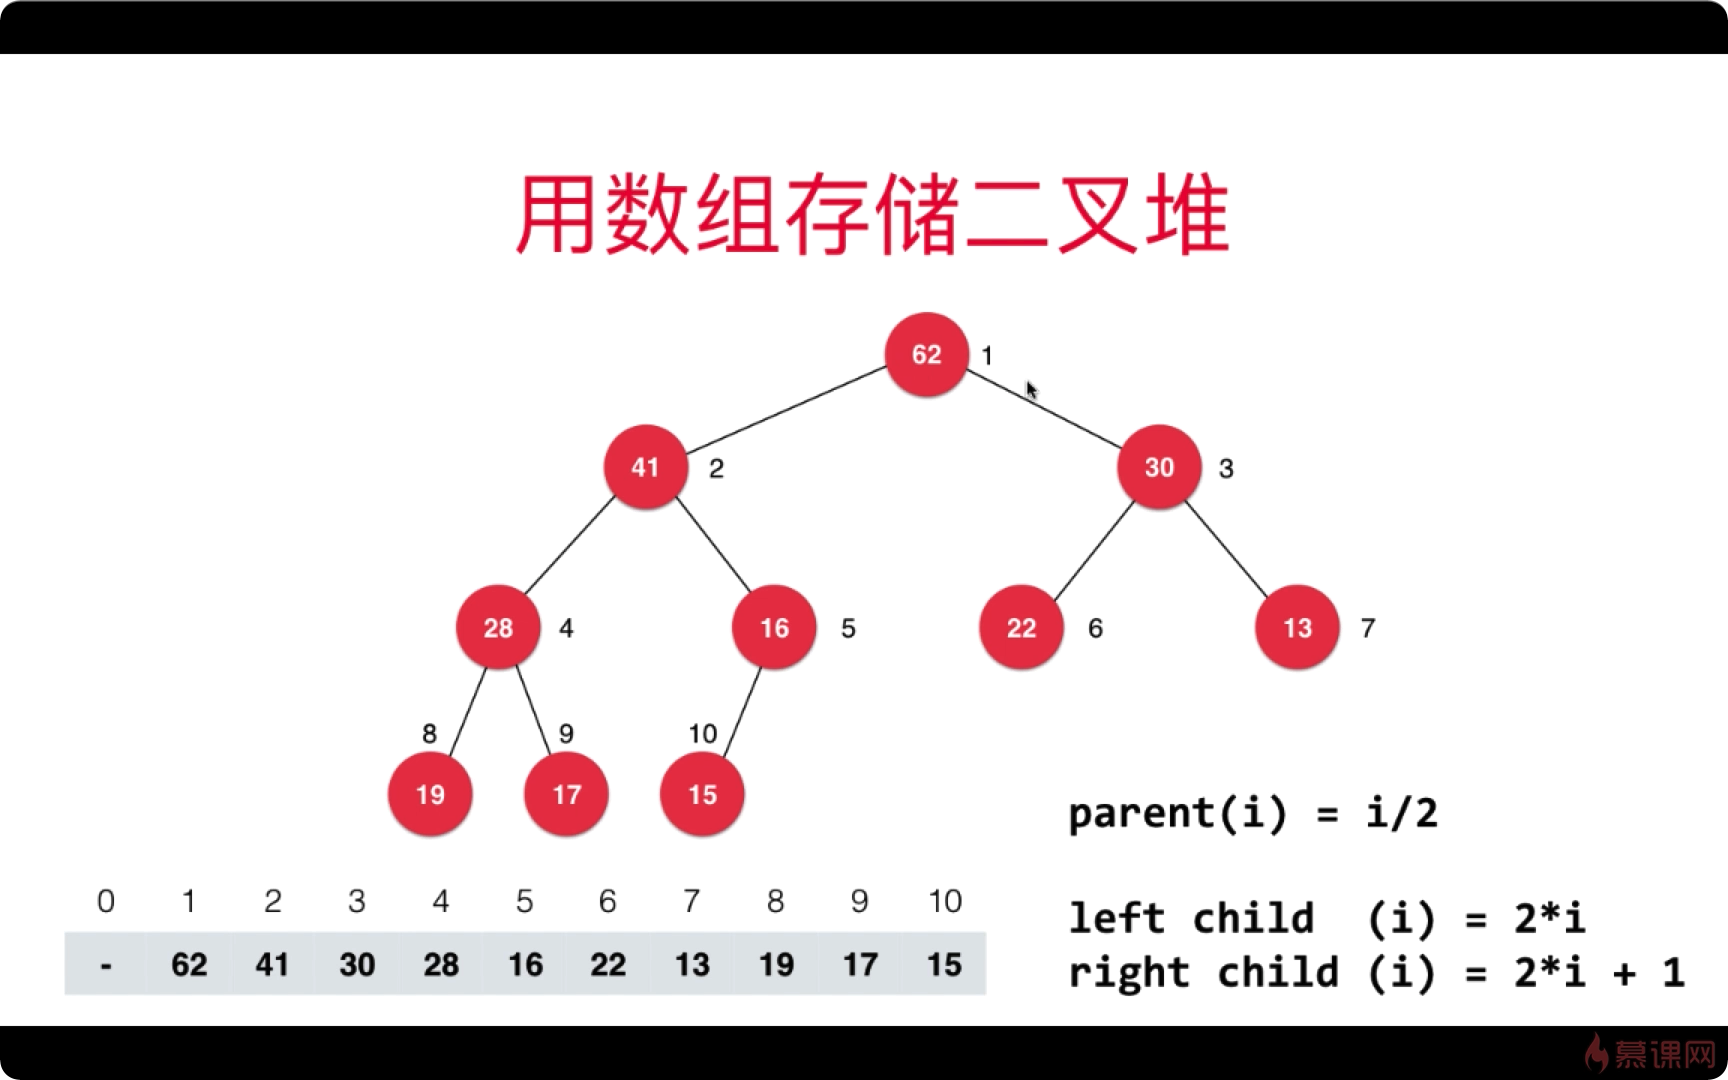 用数组存储二叉堆
62 1
41 2
30 3
28 4
16 5
22 6
13 7
8 9 10
19 17 15
parent(i) = i/2
left child (i) = 2*i
right child (i) = 2*i + 1
0 1 2 3 4 5 6 7 8 9 10
- 62 41 30 28 16 22 13 19 17 15
慕课网